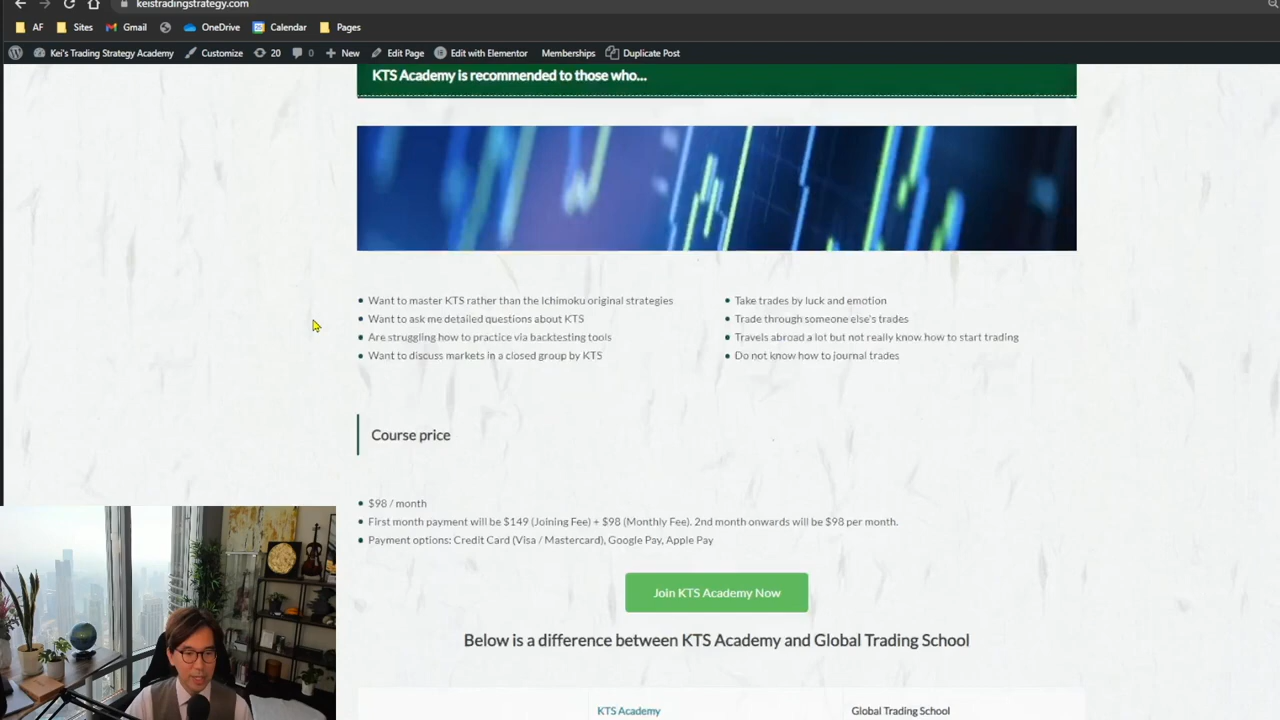 keistradingstrategy.com
AF Sites Gmail OneDrive Calendar Pages
Kei's Trading Strategy Academy Customize 20 0 New Edit Page Edit with Elementor Memberships Duplicate Post
KTS Academy is recommended to those who...
Want to master KTS rather than the Ichimoku original strategies
Want to ask me detailed questions about KTS
Are struggling how to practice via backtesting tools
Want to discuss markets in a closed group by KTS
Take trades by luck and emotion
Trade through someone else's trades
Travels abroad a lot but not really know how to start trading
Do not know how to journal trades
Course price
$98 / month
First month payment will be $149 (Joining Fee) + $98 (Monthly Fee). 2nd month onwards will be $98 per month.
Payment options: Credit Card (Visa / Mastercard), Google Pay, Apple Pay
Join KTS Academy Now
Below is a difference between KTS Academy and Global Trading School
KTS Academy Global Trading School